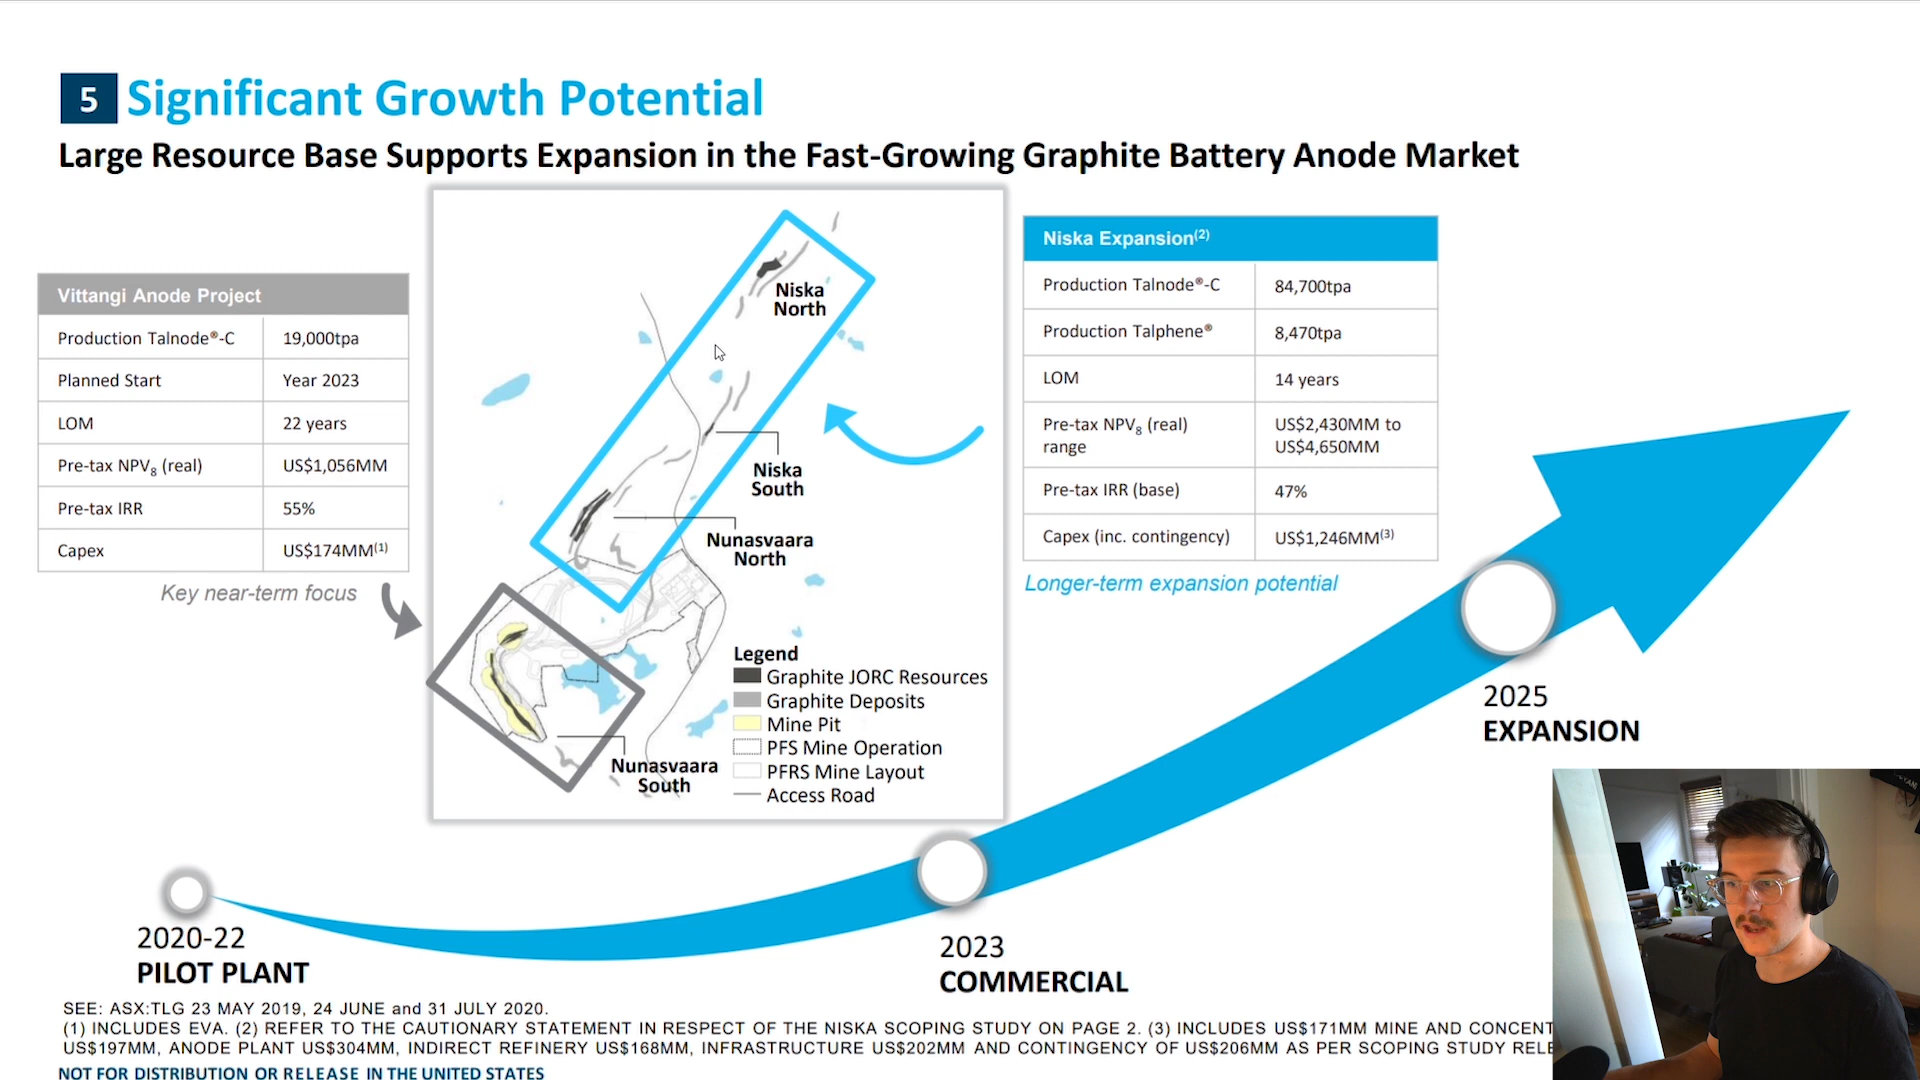 5 Significant Growth Potential
Large Resource Base Supports Expansion in the Fast-Growing Graphite Battery Anode Market
Vittangi Anode Project
Production Talnode®-C 19,000tpa
Planned Start Year 2023
LOM 22 years
Pre-tax NPV8 (real) US$1,056MM
Pre-tax IRR 55%
Capex US$174MM(1)
Key near-term focus
Niska
North
Niska
South
Nunasvaara
North
Nunasvaara
South
Legend
Graphite JORC Resources
Graphite Deposits
Mine Pit
PFS Mine Operation
PFRS Mine Layout
Access Road
Niska Expansion(2)
Production Talnode®-C 84,700tpa
Production Talphene® 8,470tpa
LOM 14 years
Pre-tax NPV8 (real) range US$2,430MM to US$4,650MM
Pre-tax IRR (base) 47%
Capex (inc. contingency) US$1,246MM(3)
Longer-term expansion potential
2025
EXPANSION
2020-22
PILOT PLANT
2023
COMMERCIAL
SEE: ASX:TLG 23 MAY 2019, 24 JUNE and 31 JULY 2020.
(1) INCLUDES EVA. (2) REFER TO THE CAUTIONARY STATEMENT IN RESPECT OF THE NISKA SCOPING STUDY ON PAGE 2. (3) INCLUDES US$171MM MINE AND CONCENT
US$197MM, ANODE PLANT US$304MM, INDIRECT REFINERY US$168MM, INFRASTRUCTURE US$202MM AND CONTINGENCY OF US$206MM AS PER SCOPING STUDY RELE
NOT FOR DISTRIBUTION OR RELEASE IN THE UNITED STATES